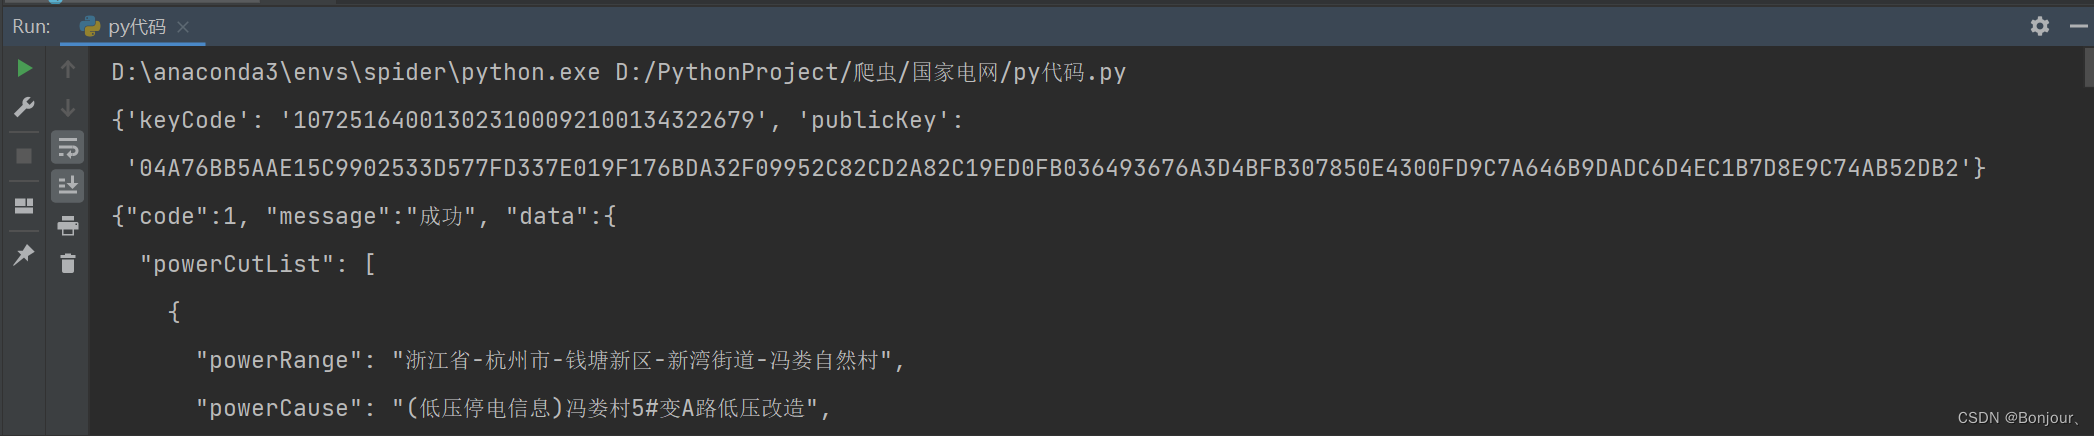 Run: py代码
D:\anaconda3\envs\spider\python.exe D:/PythonProject/爬虫/国家电网/py代码.py
{'keyCode': '10725164001302310009210013432267​9', 'publicKey':
'04A76BB5AAE15C9902533D577FD337E019F176BDA32F09952C82CD2A82C19ED0FB036493676A3D4BFB307850E4300FD9C7A646B9DADC6D4EC1B7D8E9C74AB52DB2'}
{"code":1, "message":"成功", "data":{
"powerCutList": [
{
"powerRange": "浙江省-杭州市-钱塘新区-新湾街道-冯娄自然村",
"powerCause": "(低压停电信息)冯娄村5#变A路低压改造",
CSDN @Bonjour、